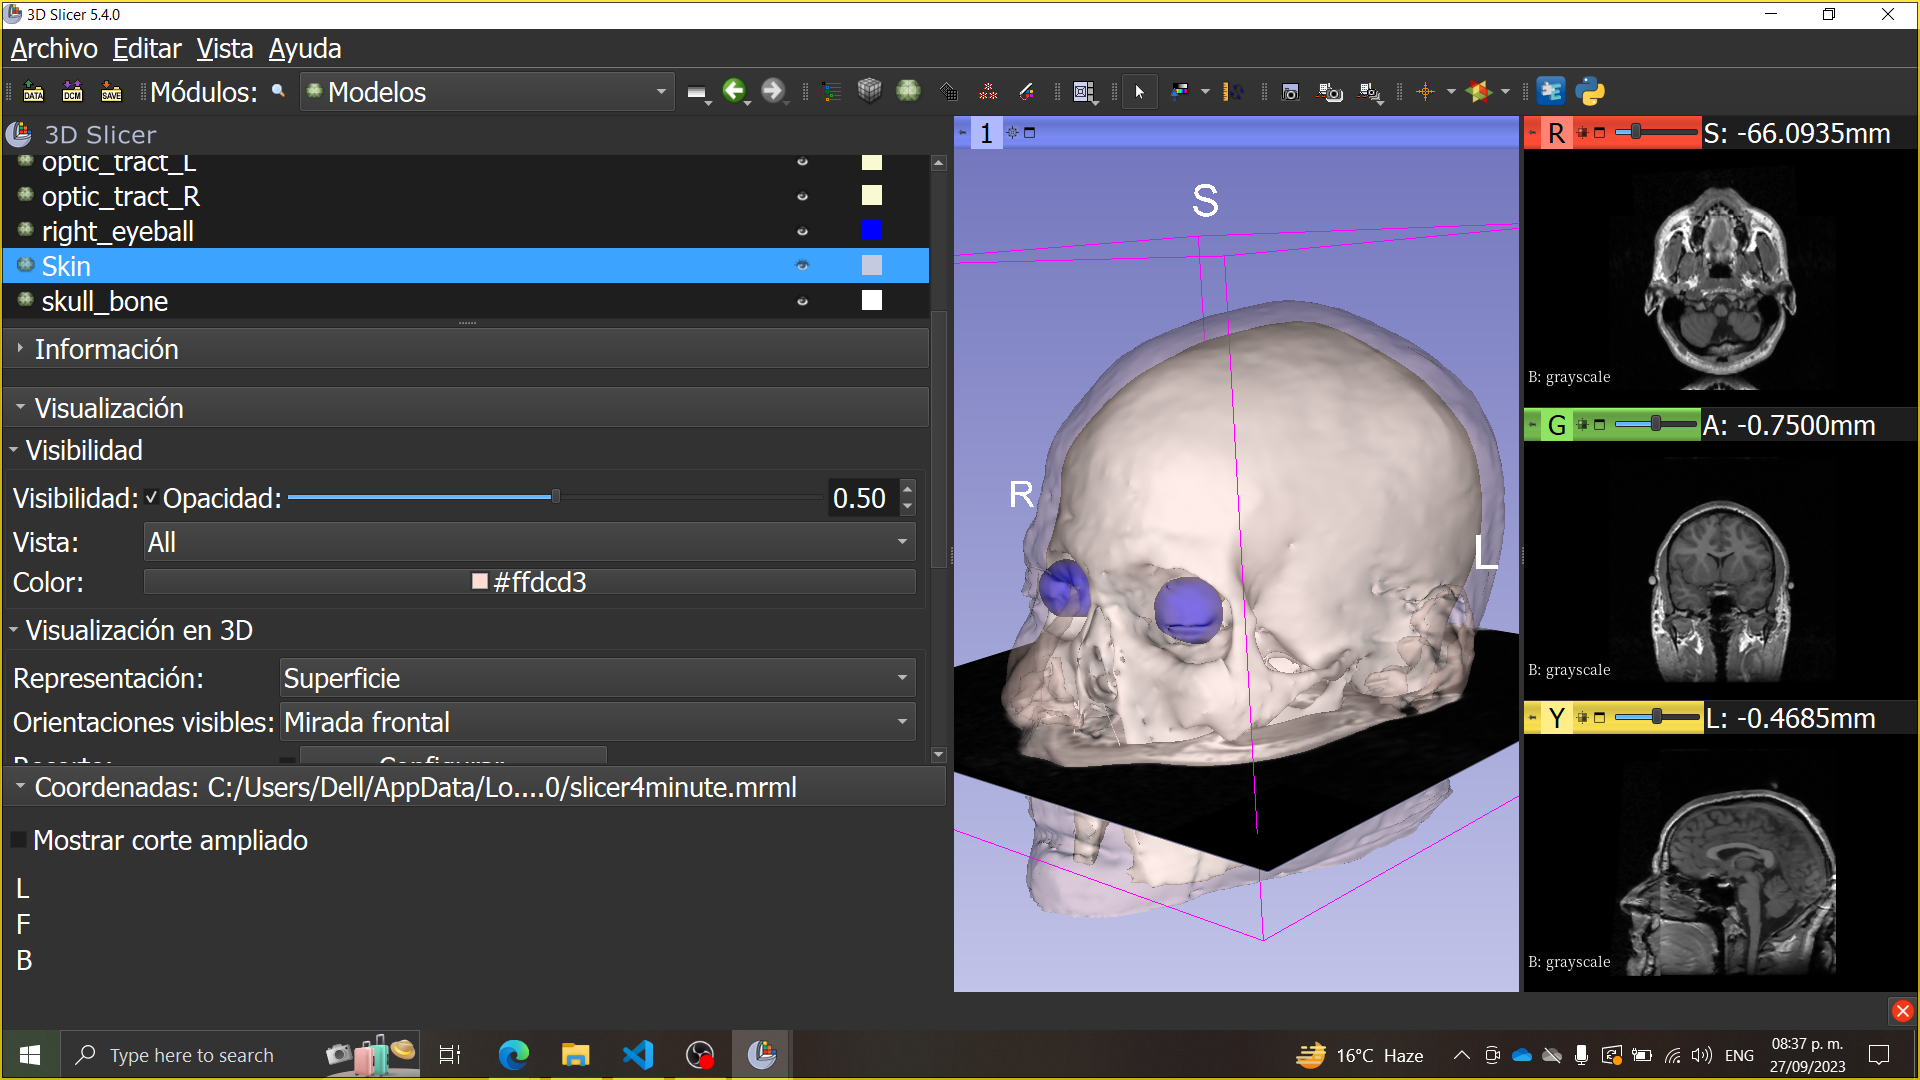 3D Slicer 5.4.0
Archivo Editar Vista Ayuda
DATA DCM SAVE Módulos: Modelos
3D Slicer
optic_tract_L
optic_tract_R
right_eyeball
Skin
skull_bone
Información
Visualización
Visibilidad
Visibilidad: Opacidad: 0.50
Vista: All
Color: #ffdcd3
Visualización en 3D
Representación: Superficie
Orientaciones visibles: Mirada frontal
Coordenadas: C:/Users/Dell/AppData/Lo....0/slicer4minute.mrml
Mostrar corte ampliado
L
F
B
1
S
R
L
R S: -66.0935mm
B: grayscale
G A: -0.7500mm
B: grayscale
Y L: -0.4685mm
B: grayscale
Type here to search
16°C Haze
ENG
08:37 p. m.
27/09/2023